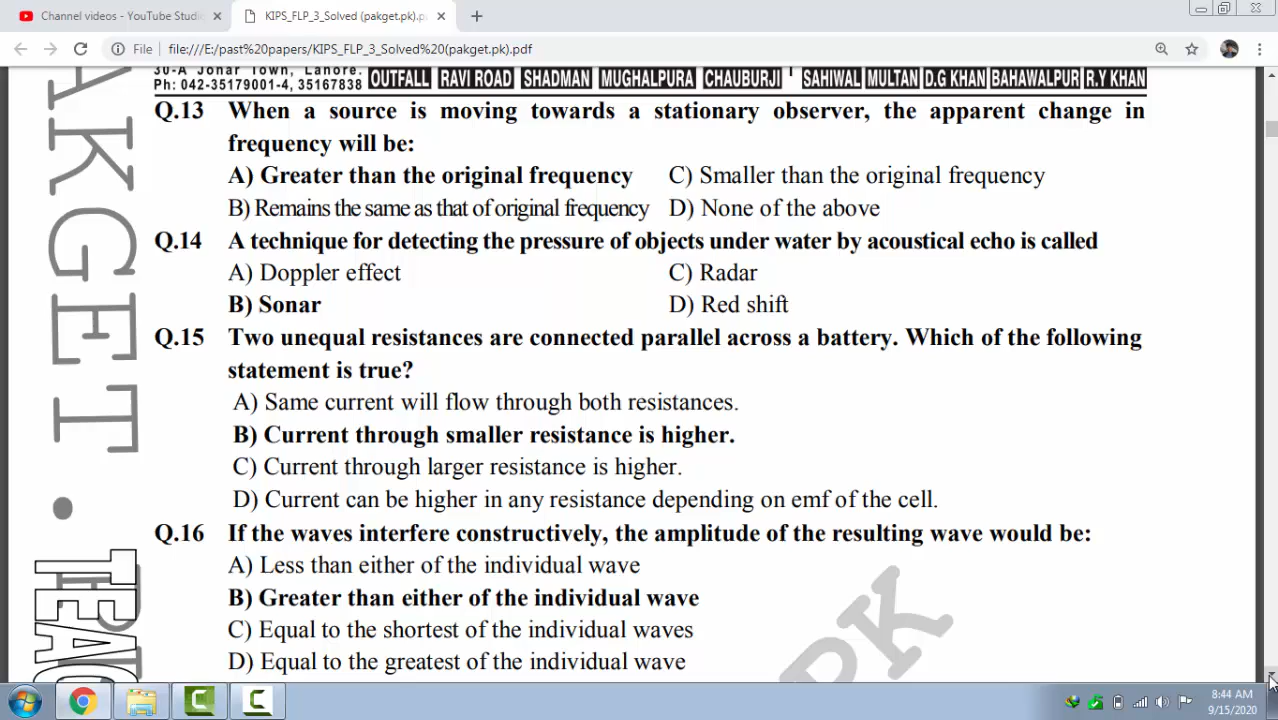 Channel videos - YouTube Studi
KIPS_FLP_3_Solved (pakget.pk).p
File
file:///E:/past%20papers/KIPS_FLP_3_Solved%20(pakget.pk).pdf
30-A Johar Town, Lahore.
Ph: 042-35179001-4, 35167838
OUTFALL RAVI ROAD SHADMAN MUGHALPURA CHAUBURJI SAHIWAL MULTAN D.G KHAN BAHAWALPUR R.Y KHAN
Q.13 When a source is moving towards a stationary observer, the apparent change in
frequency will be:
A) Greater than the original frequency C) Smaller than the original frequency
B) Remains the same as that of original frequency D) None of the above
Q.14 A technique for detecting the pressure of objects under water by acoustical echo is called
A) Doppler effect C) Radar
B) Sonar D) Red shift
Q.15 Two unequal resistances are connected parallel across a battery. Which of the following
statement is true?
A) Same current will flow through both resistances.
B) Current through smaller resistance is higher.
C) Current through larger resistance is higher.
D) Current can be higher in any resistance depending on emf of the cell.
Q.16 If the waves interfere constructively, the amplitude of the resulting wave would be:
A) Less than either of the individual wave
B) Greater than either of the individual wave
C) Equal to the shortest of the individual waves
D) Equal to the greatest of the individual wave
AKGET.
PK
8:44 AM
9/15/2020